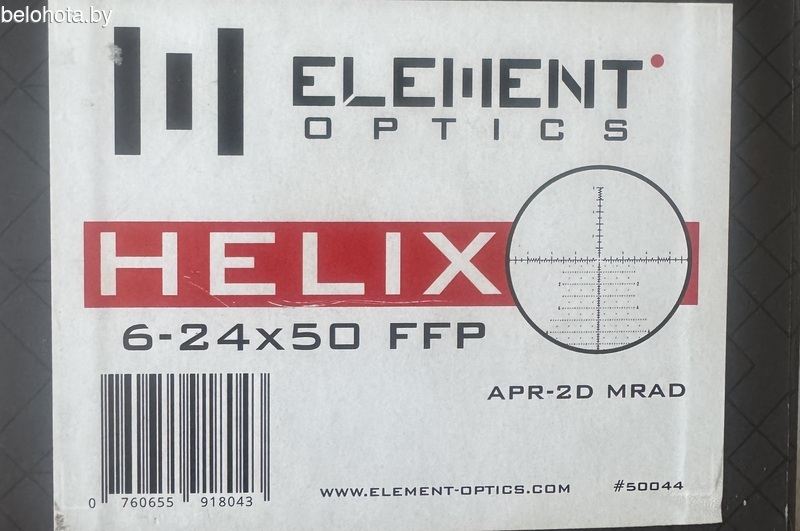 belohota.by
ELEMENT
OPTICS
HELIX
6-24x50 FFP
APR-2D MRAD
0 760655 918043
WWW.ELEMENT-OPTICS.COM #50044